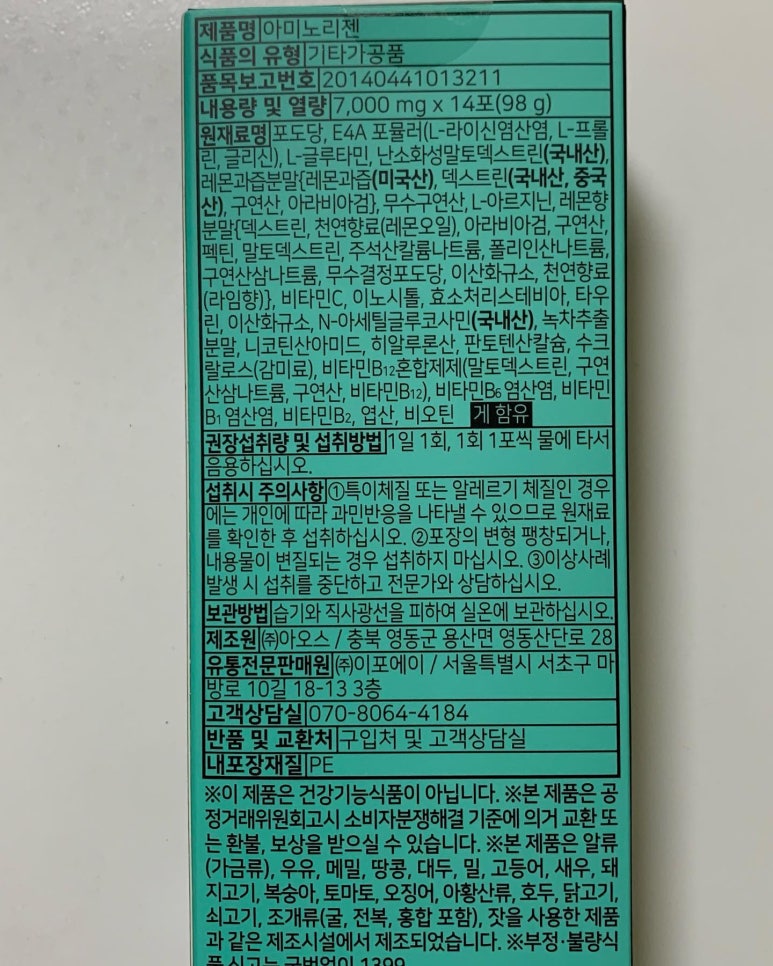 제품명 아미노리젠
식품의 유형 기타가공품
품목보고번호 20140441013211
내용량 및 열량 7,000 mg x 14포(98 g)
원재료명 포도당, E4A 포뮬러(L-라이신염산염, L-프롤
린, 글리신), L-글루타민, 난소화성말토덱스트린(국내산),
레몬과즙분말{레몬과즙(미국산), 덱스트린(국내산, 중국
산), 구연산, 아라비아검}, 무수구연산, L-아르지닌, 레몬향
분말{덱스트린, 천연향료(레몬오일), 아라비아검, 구연산,
펙틴, 말토덱스트린, 주석산칼륨나트륨, 폴리인산나트륨,
구연산삼나트륨, 무수결정포도당, 이산화규소, 천연향료
(라임향)}, 비타민C, 이노시톨, 효소처리스테비아, 타우
린, 이산화규소, N-아세틸글루코사민(국내산), 녹차추출
분말, 니코틴산아미드, 히알루론산, 판토텐산칼슘, 수크
랄로스(감미료), 비타민B12혼합제제(말토덱스트린, 구연
산삼나트륨, 구연산, 비타민B12), 비타민B6 염산염, 비타민
B1 염산염, 비타민B2, 엽산, 비오틴 게 함유
권장섭취량 및 섭취방법 1일 1회, 1회 1포씩 물에 타서
음용하십시오.
섭취시 주의사항 ①특이체질 또는 알레르기 체질인 경우
에는 개인에 따라 과민반응을 나타낼 수 있으므로 원재료
를 확인한 후 섭취하십시오. ②포장의 변형 팽창되거나,
내용물이 변질되는 경우 섭취하지 마십시오. ③이상사례
발생 시 섭취를 중단하고 전문가와 상담하십시오.
보관방법 습기와 직사광선을 피하여 실온에 보관하십시오.
제조원 ㈜아오스 / 충북 영동군 용산면 영동산단로 28
유통전문판매원 ㈜이포에이 / 서울특별시 서초구 마
방로 10길 18-13 3층
고객상담실 070-8064-4184
반품 및 교환처 구입처 및 고객상담실
내포장재질 PE
※이 제품은 건강기능식품이 아닙니다. ※본 제품은 공
정거래위원회고시 소비자분쟁해결 기준에 의거 교환 또
는 환불, 보상을 받으실 수 있습니다. ※본 제품은 알류
(가금류), 우유, 메밀, 땅콩, 대두, 밀, 고등어, 새우, 돼
지고기, 복숭아, 토마토, 오징어, 아황산류, 호두, 닭고기,
쇠고기, 조개류(굴, 전복, 홍합 포함), 잣을 사용한 제품
과 같은 제조시설에서 제조되었습니다. ※부정·불량식
품 신고는 국번없이 1399